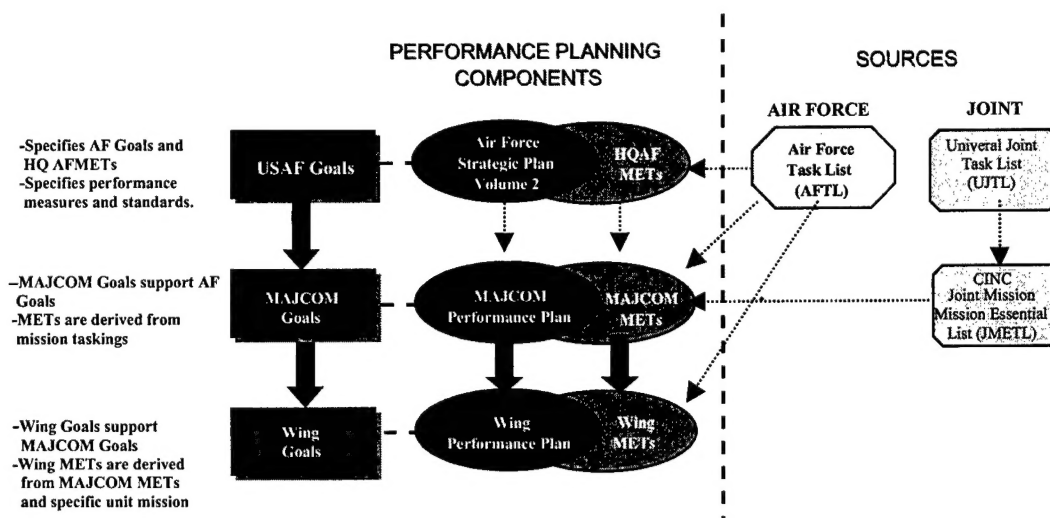 PERFORMANCE PLANNING
COMPONENTS
SOURCES
AIR FORCE
JOINT
-Specifies AF Goals and
HQ AFMETs
-Specifies performance
measures and standards.
USAF Goals
Air Force
Strategic Plan
Volume 2
HQAF
METs
Air Force
Task List
(AFTL)
Univeral Joint
Task List
(UJTL)
–MAJCOM Goals support AF
Goals
-METs are derived from
mission taskings
MAJCOM
Goals
MAJCOM
Performance Plan
MAJCOM
METs
CINC
Joint Mission
Mission Essential
List (JMETL)
-Wing Goals support
MAJCOM Goals
-Wing METs are derived
from MAJCOM METs
and specific unit mission
Wing
Goals
Wing
Performance Plan
Wing
METs